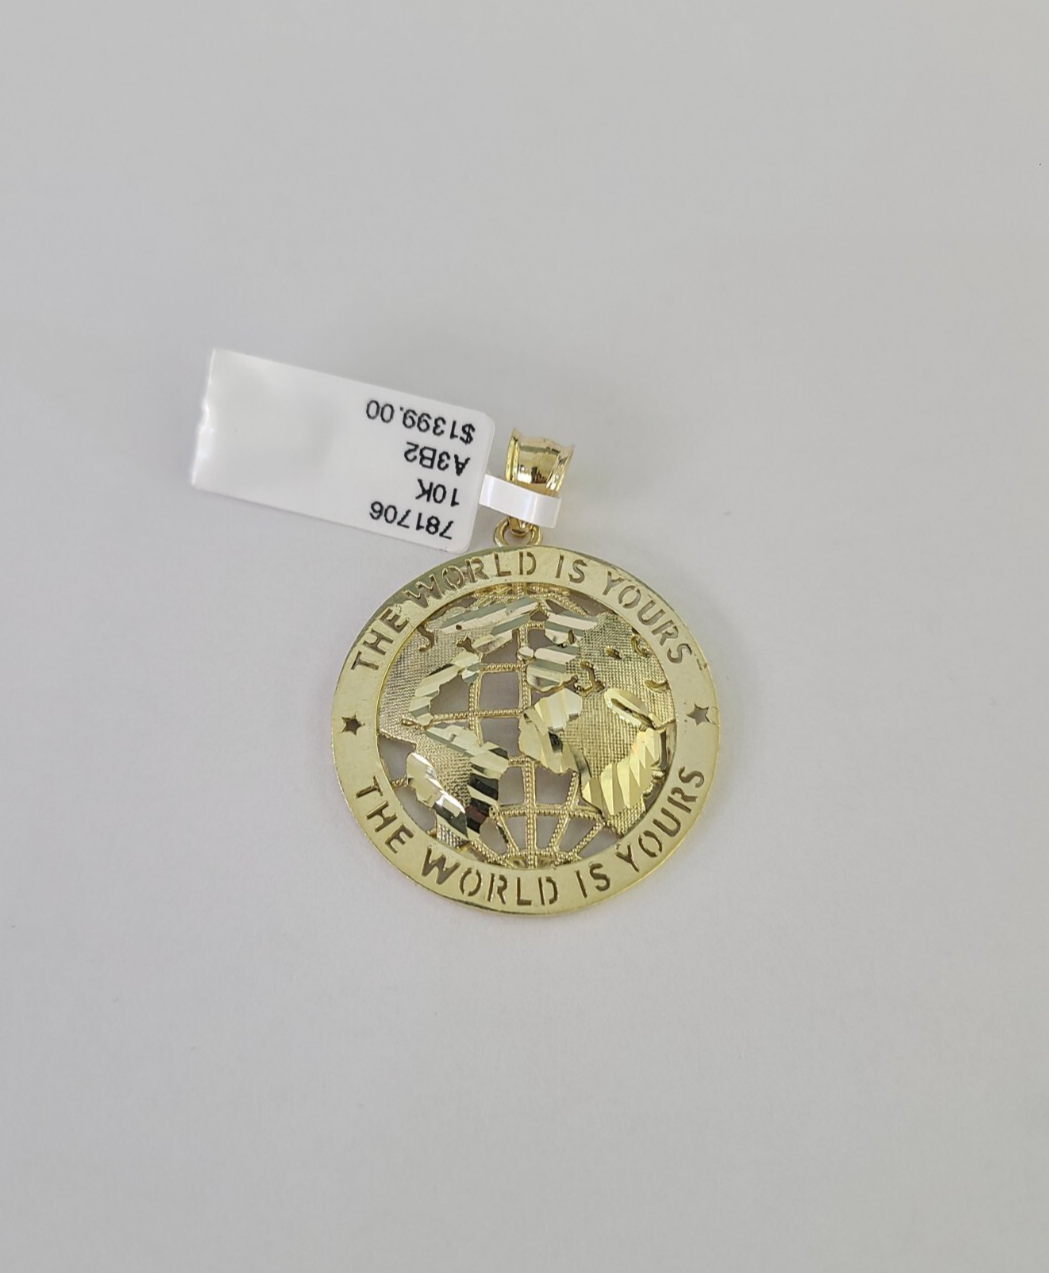 781706
10K
A3B2
$1399.00
THE WORLD IS YOURS
THE WORLD IS YOURS